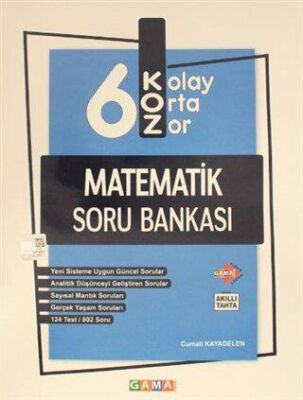 6
Kolay
Orta
Zor
MATEMATİK
SORU BANKASI
Yeni Sisteme Uygun Güncel Sorular
Analitik Düşünceyi Geliştiren Sorular
Sayısal Mantık Soruları
Gerçek Yaşam Soruları
124 Test / 802 Soru
GAMA
AKILLI
TAHTA
Cumali KAYADELEN
GAMA